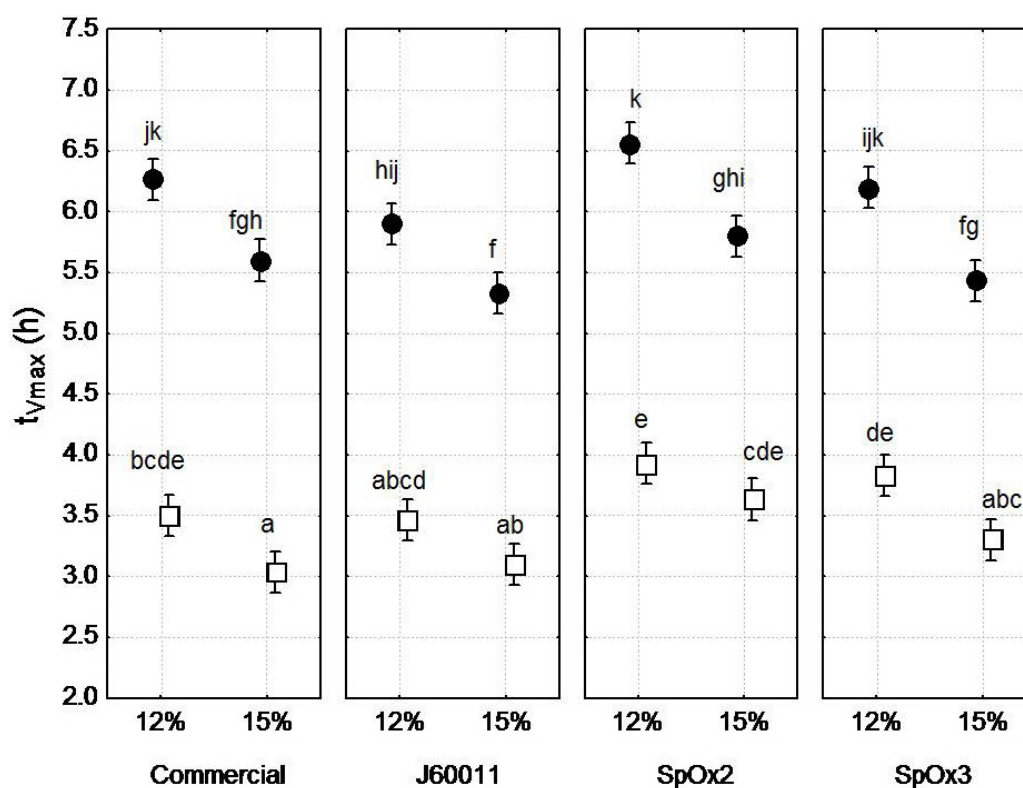 7.5
7.0
6.5
6.0
5.5
5.0
4.5
4.0
3.5
3.0
2.5
2.0
tVmax (h)
jk
fgh
bcde
a
hij
f
abcd
ab
k
ghi
e
cde
ijk
fg
de
abc
12% 15% 12% 15% 12% 15% 12% 15%
Commercial J60011 SpOx2 SpOx3